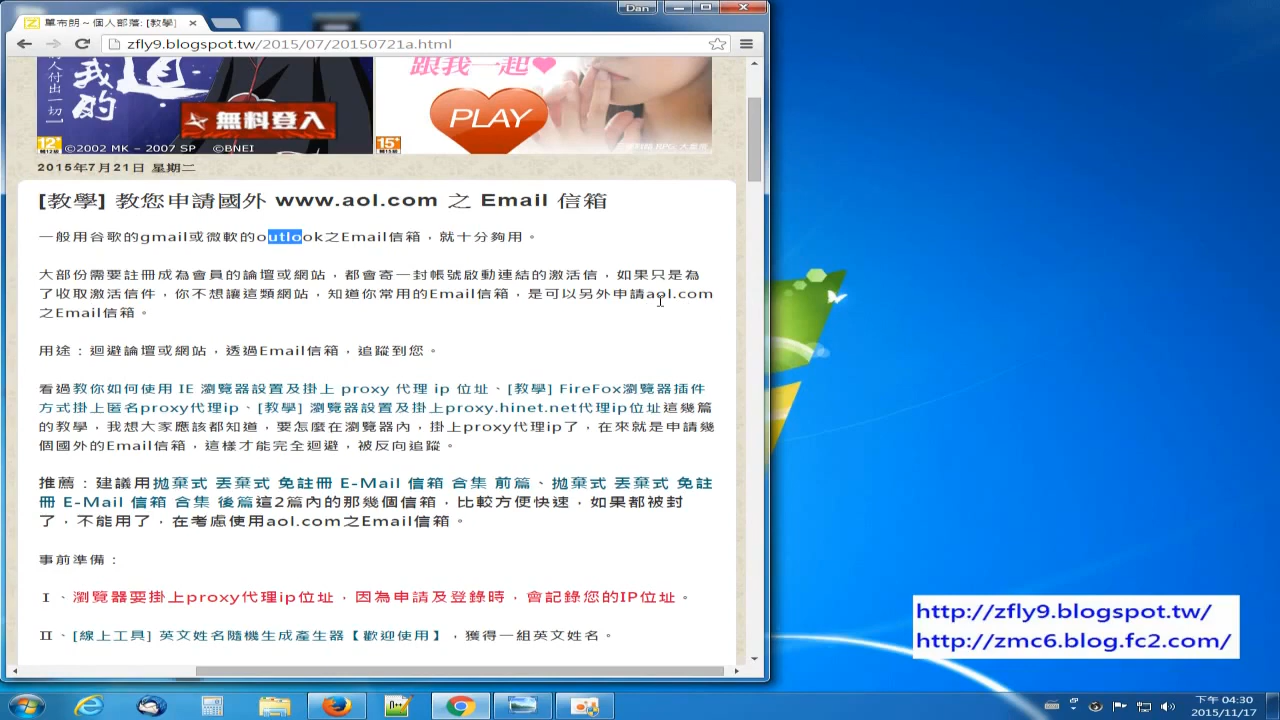 Dan
單布朗～個人部落: [教學]
zfly9.blogspot.tw/2015/07/20150721a.html
人付出一切
我的
道
無料登入
12+
©2002 MK - 2007 SP ©BNEI
跟我一起❤
PLAY
15+
2015年7月21日 星期二
[教學] 教您申請國外 www.aol.com 之 Email 信箱
一般用谷歌的gmail或微軟的outlook之Email信箱，就十分夠用。
大部份需要註冊成為會員的論壇或網站，都會寄一封帳號啟動連結的激活信，如果只是為
了收取激活信件，你不想讓這類網站，知道你常用的Email信箱，是可以另外申請aol.com
之Email信箱。
用途：迴避論壇或網站，透過Email信箱，追蹤到您。
看過教你如何使用 IE 瀏覽器設置及掛上 proxy 代理 ip 位址、[教學] FireFox瀏覽器插件
方式掛上匿名proxy代理ip、[教學] 瀏覽器設置及掛上proxy.hinet.net代理ip位址這幾篇
的教學，我想大家應該都知道，要怎麼在瀏覽器內，掛上proxy代理ip了，在來就是申請幾
個國外的Email信箱，這樣才能完全迴避，被反向追蹤。
推薦：建議用拋棄式 丟棄式 免註冊 E-Mail 信箱 合集 前篇、拋棄式 丟棄式 免註
冊 E-Mail 信箱 合集 後篇這2篇內的那幾個信箱，比較方便快速，如果都被封
了，不能用了，在考慮使用aol.com之Email信箱。
事前準備：
I、瀏覽器要掛上proxy代理ip位址，因為申請及登錄時，會記錄您的IP位址。
II、[線上工具] 英文姓名隨機生成產生器【歡迎使用】，獲得一組英文姓名。
http://zfly9.blogspot.tw/
http://zmc6.blog.fc2.com/
下午 04:30
2015/11/17